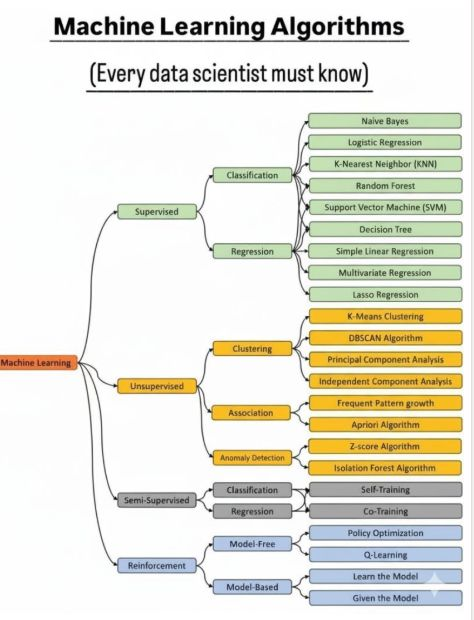 Machine Learning Algorithms
(Every data scientist must know)
Machine Learning
Supervised
Classification
Regression
Naive Bayes
Logistic Regression
K-Nearest Neighbor (KNN)
Random Forest
Support Vector Machine (SVM)
Decision Tree
Simple Linear Regression
Multivariate Regression
Lasso Regression
Unsupervised
Clustering
K-Means Clustering
DBSCAN Algorithm
Principal Component Analysis
Independent Component Analysis
Association
Frequent Pattern growth
Apriori Algorithm
Anomaly Detection
Z-score Algorithm
Isolation Forest Algorithm
Semi-Supervised
Classification
Regression
Self-Training
Co-Training
Reinforcement
Model-Free
Policy Optimization
Q-Learning
Model-Based
Learn the Model
Given the Model